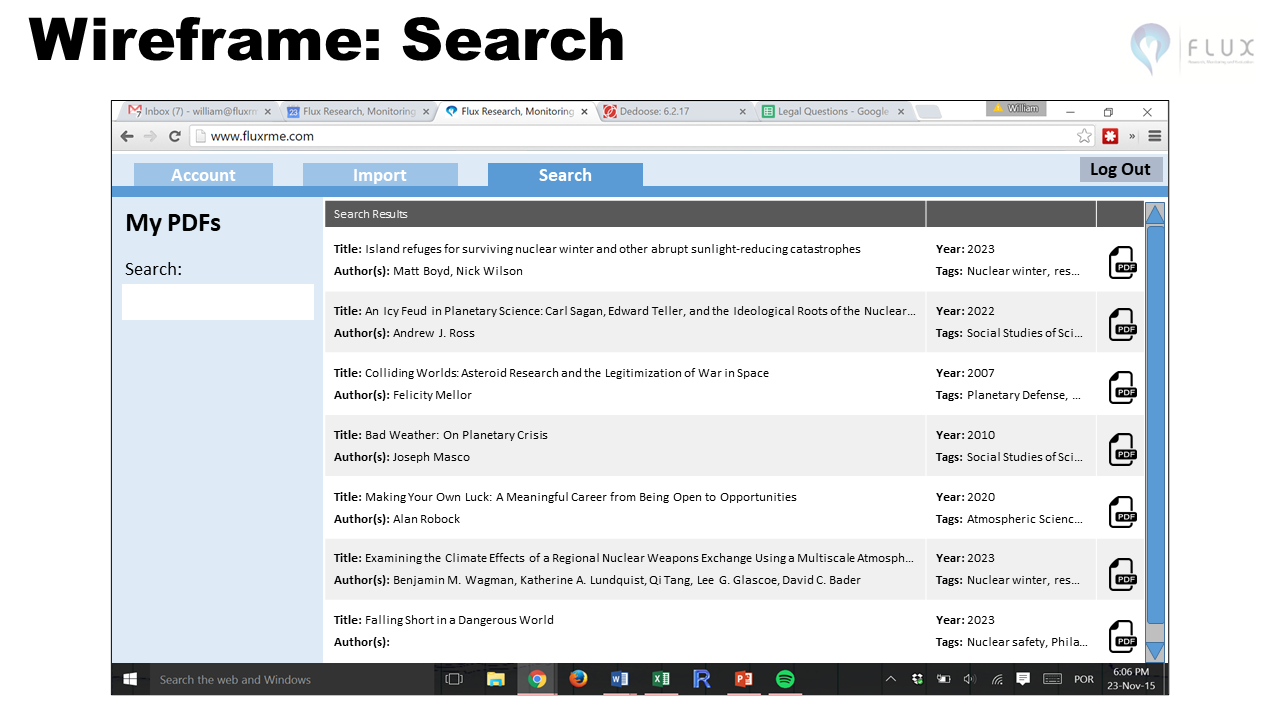 Wireframe: Search
FLUX
Inbox (7) - william@fluxrm
Flux Research, Monitoring
Flux Research, Monitoring
Dedoose: 6.2.17
Legal Questions - Google
William
www.fluxrme.com
Account
Import
Search
Log Out
My PDFs
Search:
Search Results
Title: Island refuges for surviving nuclear winter and other abrupt sunlight-reducing catastrophes
Year: 2023
Author(s): Matt Boyd, Nick Wilson
Tags: Nuclear winter, res...
PDF
Title: An Icy Feud in Planetary Science: Carl Sagan, Edward Teller, and the Ideological Roots of the Nuclear...
Year: 2022
Author(s): Andrew J. Ross
Tags: Social Studies of Sci...
PDF
Title: Colliding Worlds: Asteroid Research and the Legitimization of War in Space
Year: 2007
Author(s): Felicity Mellor
Tags: Planetary Defense, ...
PDF
Title: Bad Weather: On Planetary Crisis
Year: 2010
Author(s): Joseph Masco
Tags: Social Studies of Sci...
PDF
Title: Making Your Own Luck: A Meaningful Career from Being Open to Opportunities
Year: 2020
Author(s): Alan Robock
Tags: Atmospheric Scienc...
PDF
Title: Examining the Climate Effects of a Regional Nuclear Weapons Exchange Using a Multiscale Atmosph...
Year: 2023
Author(s): Benjamin M. Wagman, Katherine A. Lundquist, Qi Tang, Lee G. Glascoe, David C. Bader
Tags: Nuclear winter, res...
PDF
Title: Falling Short in a Dangerous World
Year: 2023
Author(s):
Tags: Nuclear safety, Phila...
PDF
Search the web and Windows
POR
6:06 PM
23-Nov-15